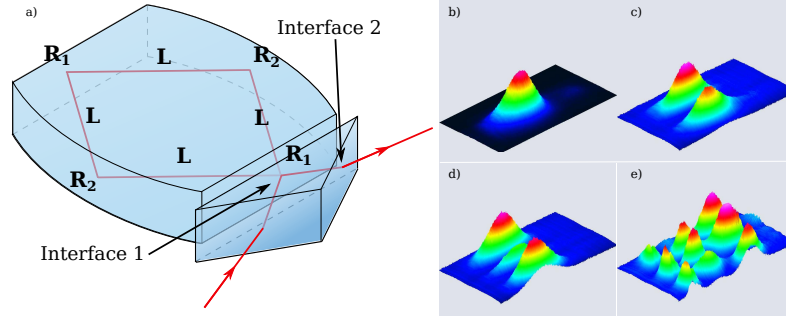 a)
Interface 2
R1
L
R2
L
L
L
R1
R2
Interface 1
b)
c)
d)
e)